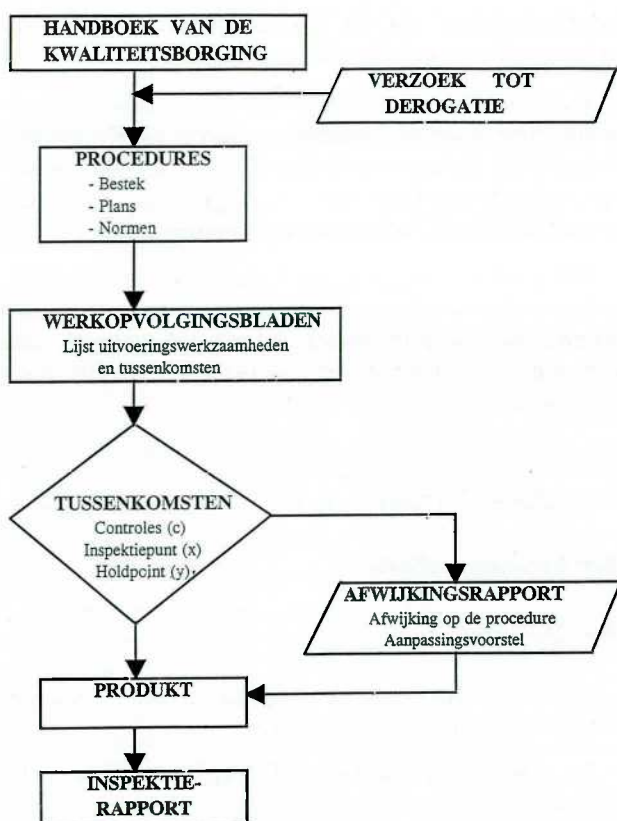 HANDBOEK VAN DE
KWALITEITSBORGING
VERZOEK TOT
DEROGATIE
PROCEDURES
- Bestek
- Plans
- Normen
WERKOPVOLGINGSBLADEN
Lijst uitvoeringswerkzaamheden
en tussenkomsten
TUSSENKOMSTEN
Controles (c)
Inspektiepunt (x)
Holdpoint (y)
AFWIJKINGSRAPPORT
Afwijking op de procedure
Aanpassingsvoorstel
PRODUKT
INSPEKTIE-
RAPPORT